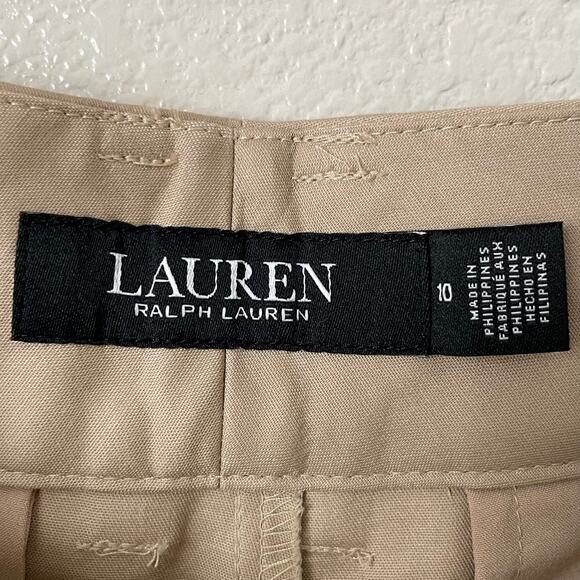 LAUREN
RALPH LAUREN
10
MADE IN
PHILIPPINES
FABRIQUÉ AUX
PHILIPPINES
HECHO EN
FILIPINAS